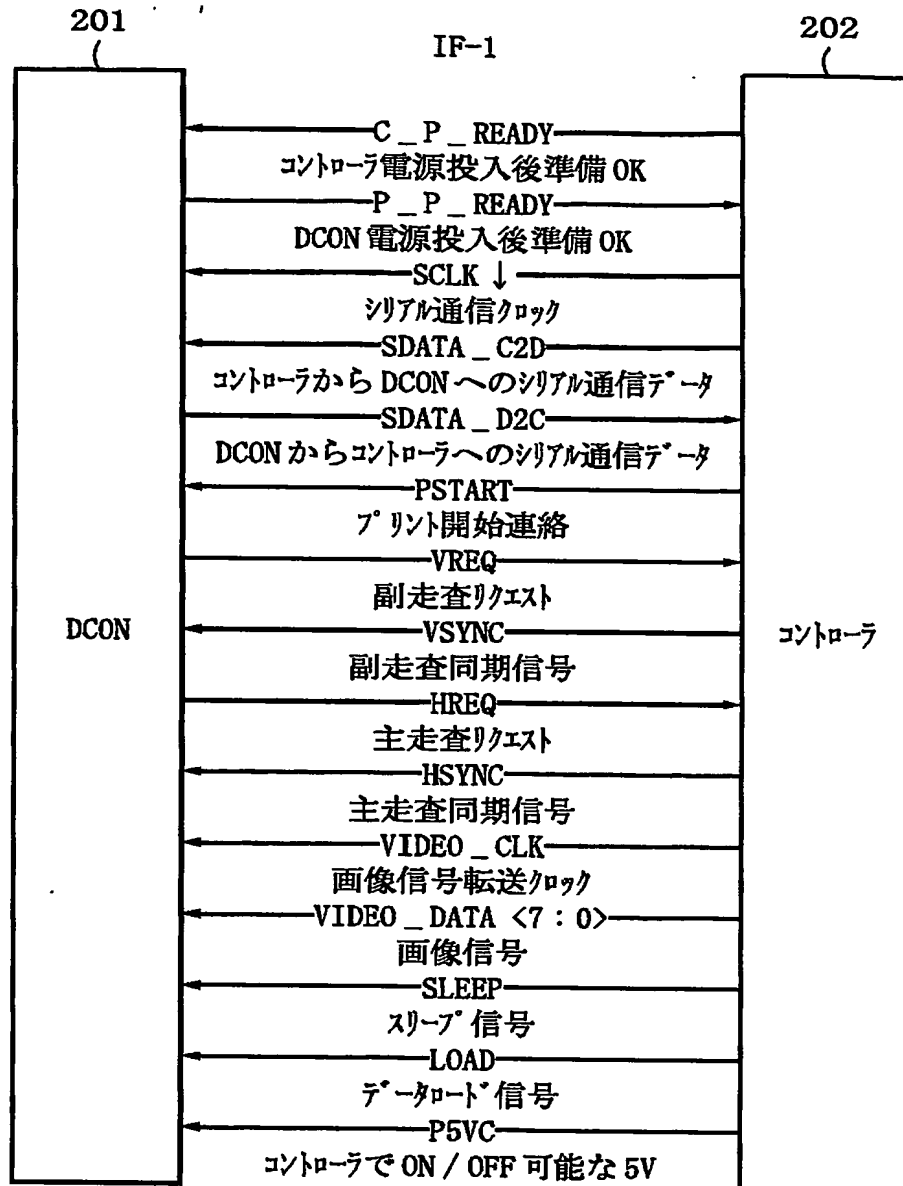 201
IF-1
202
C_P_READY
コントローラ電源投入後準備OK
P_P_READY
DCON電源投入後準備OK
SCLK ↓
シリアル通信クロック
SDATA_C2D
コントローラからDCONへのシリアル通信データ
SDATA_D2C
DCONからコントローラへのシリアル通信データ
PSTART
プリント開始連絡
VREQ
副走査リクエスト
DCON
VSYNC
コントローラ
副走査同期信号
HREQ
主走査リクエスト
HSYNC
主走査同期信号
VIDEO_CLK
画像信号転送クロック
VIDEO_DATA <7:0>
画像信号
SLEEP
スリープ信号
LOAD
データロード信号
P5VC
コントローラでON/OFF可能な5V